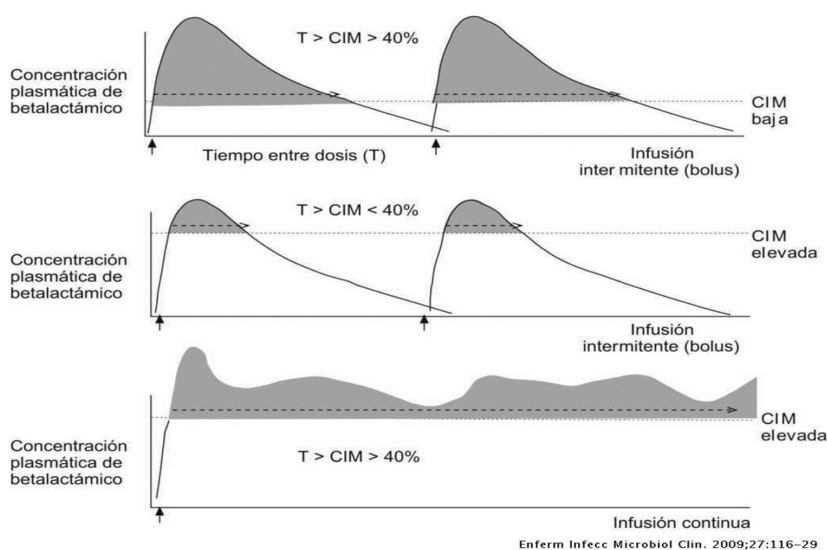 T > CIM > 40%
Concentración
plasmática de
betalactámico
CIM
baja
Tiempo entre dosis (T)
Infusión
inter mitente (bolus)
T > CIM < 40%
Concentración
plasmática de
betalactámico
CIM
elevada
Infusión
intermitente (bolus)
CIM
elevada
Concentración
plasmática de
betalactámico
T > CIM > 40%
Infusión continua
Enferm Infecc Microbiol Clin. 2009;27:116–29